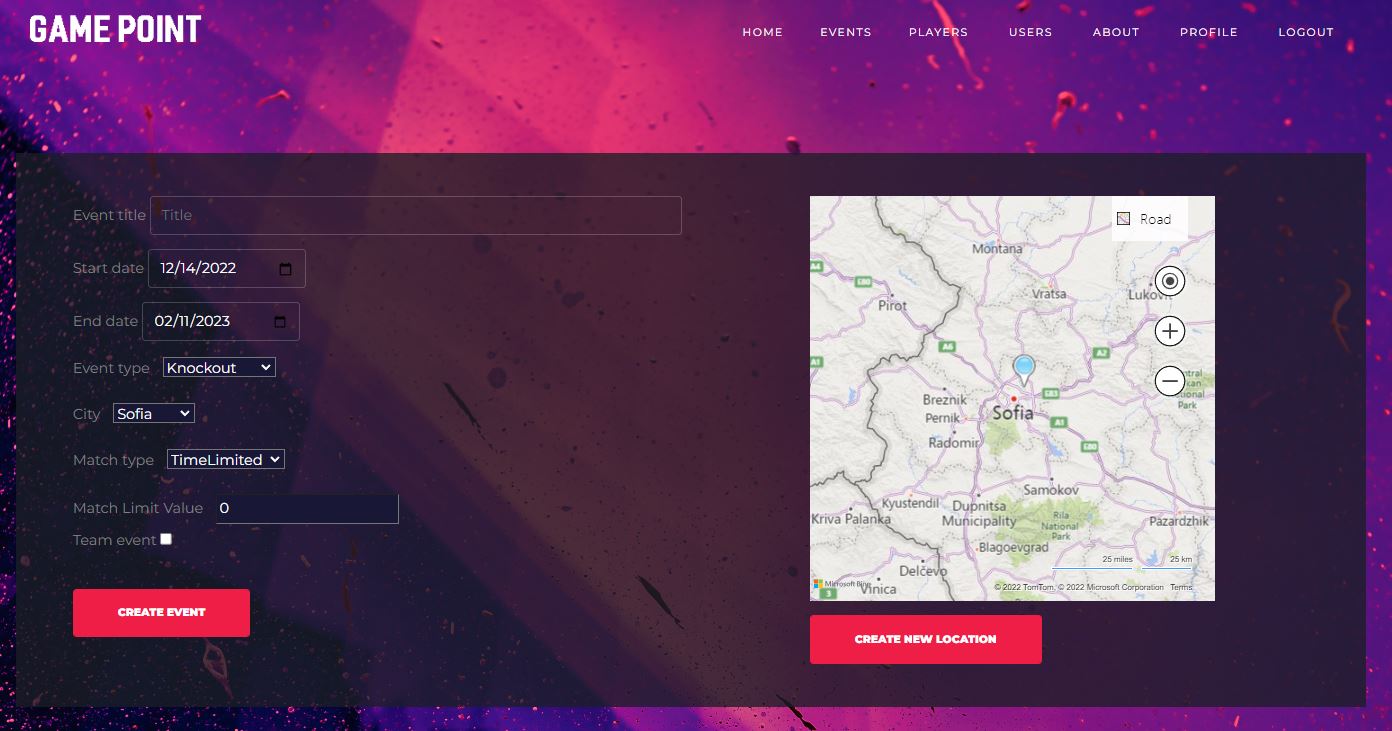 GAME POINT
HOME EVENTS PLAYERS USERS ABOUT PROFILE LOGOUT
Event title Title
Start date 12/14/2022
End date 02/11/2023
Event type Knockout
City Sofia
Match type TimeLimited
Match Limit Value 0
Team event
CREATE EVENT
Road
Montana
A4
E80
Pirot
Vratsa
A6
A2
A1
Breznik
E83
Pernik
Sofia
A1
Radomir
E80
National
Park
Samokov
Kyustendil
Dupnitsa
Municipality
Kriva Palanka
Rila
National
Park
Pazardzhik
Blagoevgrad
25 miles 25 km
Delčevo
Microsoft Bing
Vinica
3
© 2022 TomTom, © 2022 Microsoft Corporation Terms
CREATE NEW LOCATION